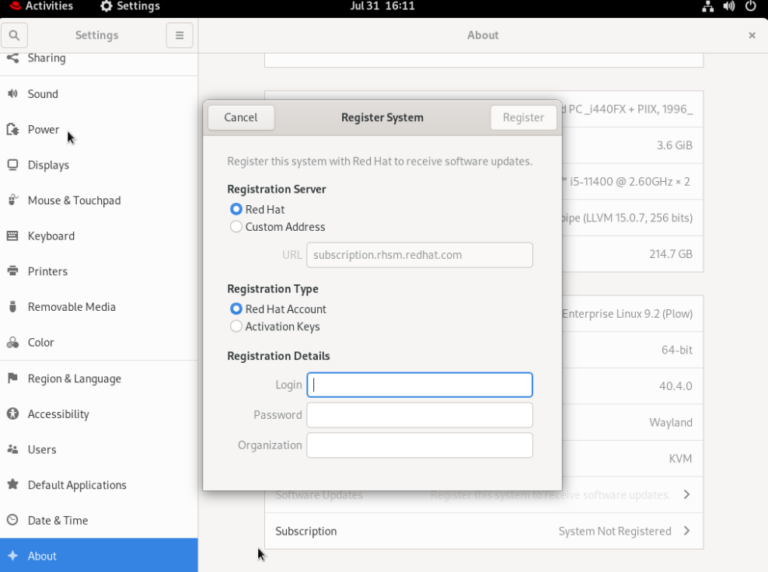 Activities Settings Jul 31 16:11
Settings About
Sharing
Sound
Power
Displays
Mouse & Touchpad
Keyboard
Printers
Removable Media
Color
Region & Language
Accessibility
Users
Default Applications
Date & Time
About
Cancel Register System Register
Register this system with Red Hat to receive software updates.
Registration Server
Red Hat
Custom Address
URL subscription.rhsm.redhat.com
Registration Type
Red Hat Account
Activation Keys
Registration Details
Login
Password
Organization
PC _i440FX + PIIX, 1996_
3.6 GiB
i5-11400 @ 2.60GHz × 2
(LLVM 15.0.7, 256 bits)
214.7 GB
Enterprise Linux 9.2 (Plow)
64-bit
40.4.0
Wayland
KVM
Software Updates Register this system to receive software updates.
Subscription System Not Registered